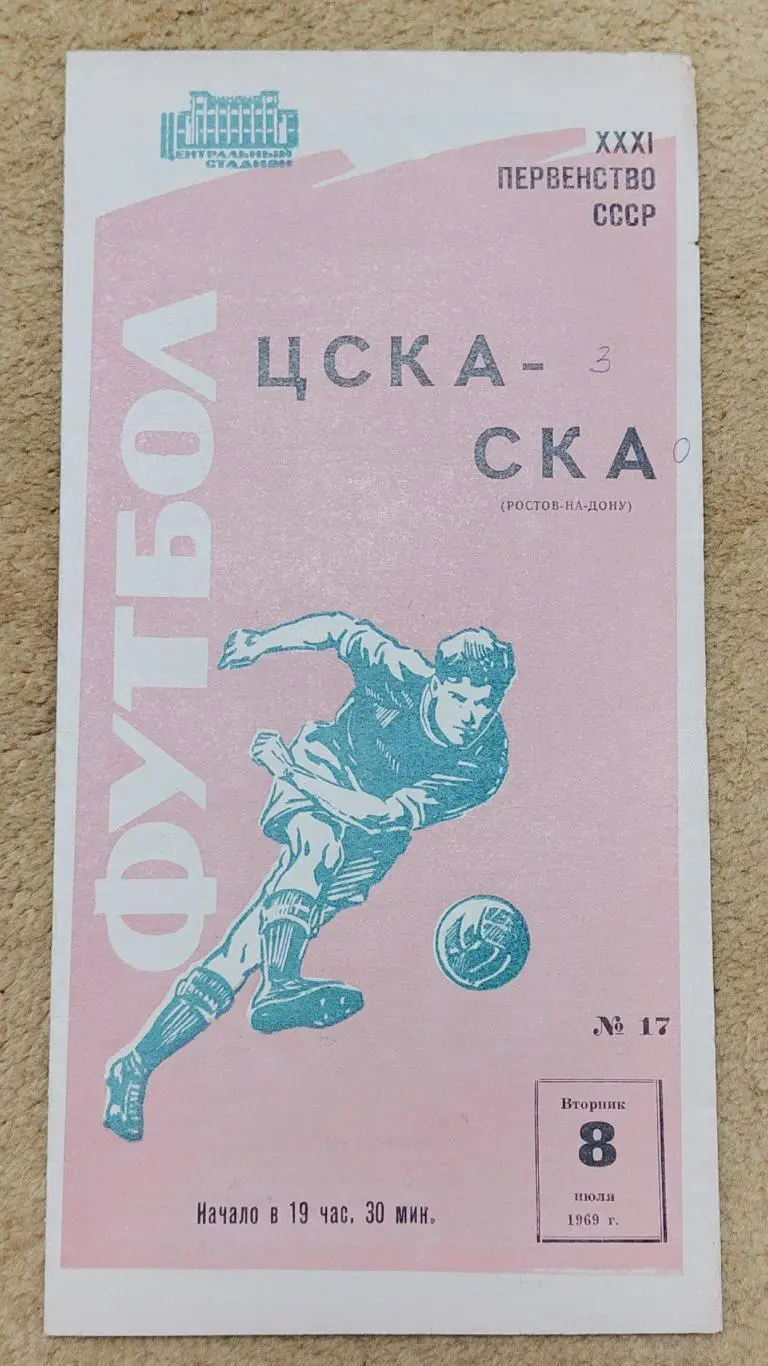 ЦЕНТРАЛЬНЫЙ
СТАДИОН
XXXI
ПЕРВЕНСТВО
СССР
ФУТБОЛ
ЦСКА- 3
СКА 0
(РОСТОВ-НА-ДОНУ)
№ 17
Вторник
8
июля
1969 г.
Начало в 19 час. 30 мин.